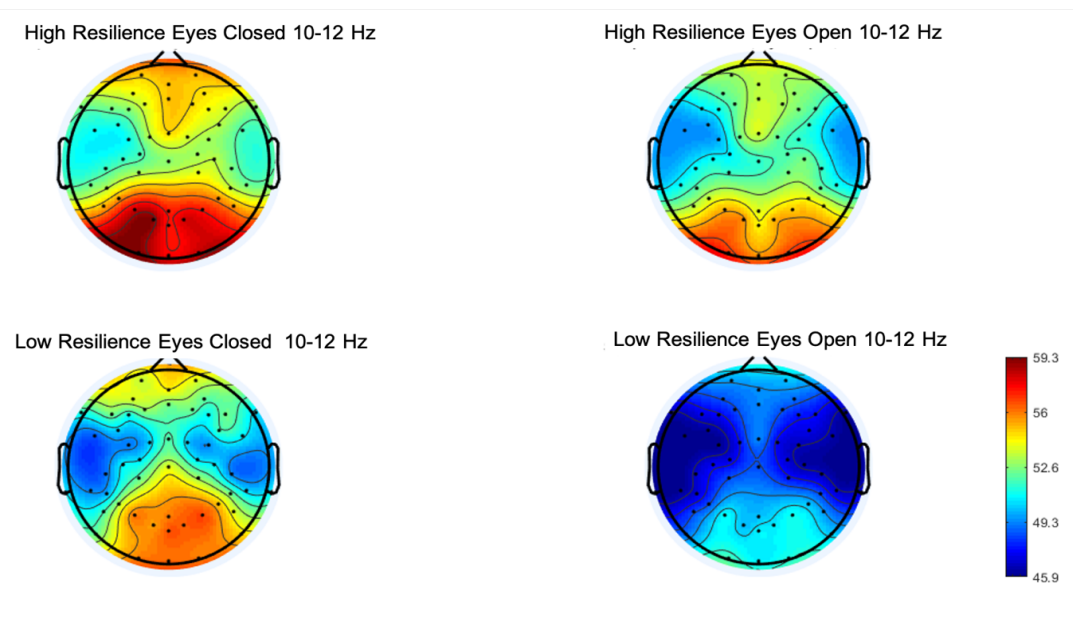 High Resilience Eyes Closed 10-12 Hz
High Resilience Eyes Open 10-12 Hz
Low Resilience Eyes Closed  10-12 Hz
Low Resilience Eyes Open 10-12 Hz
59.3
56
52.6
49.3
45.9